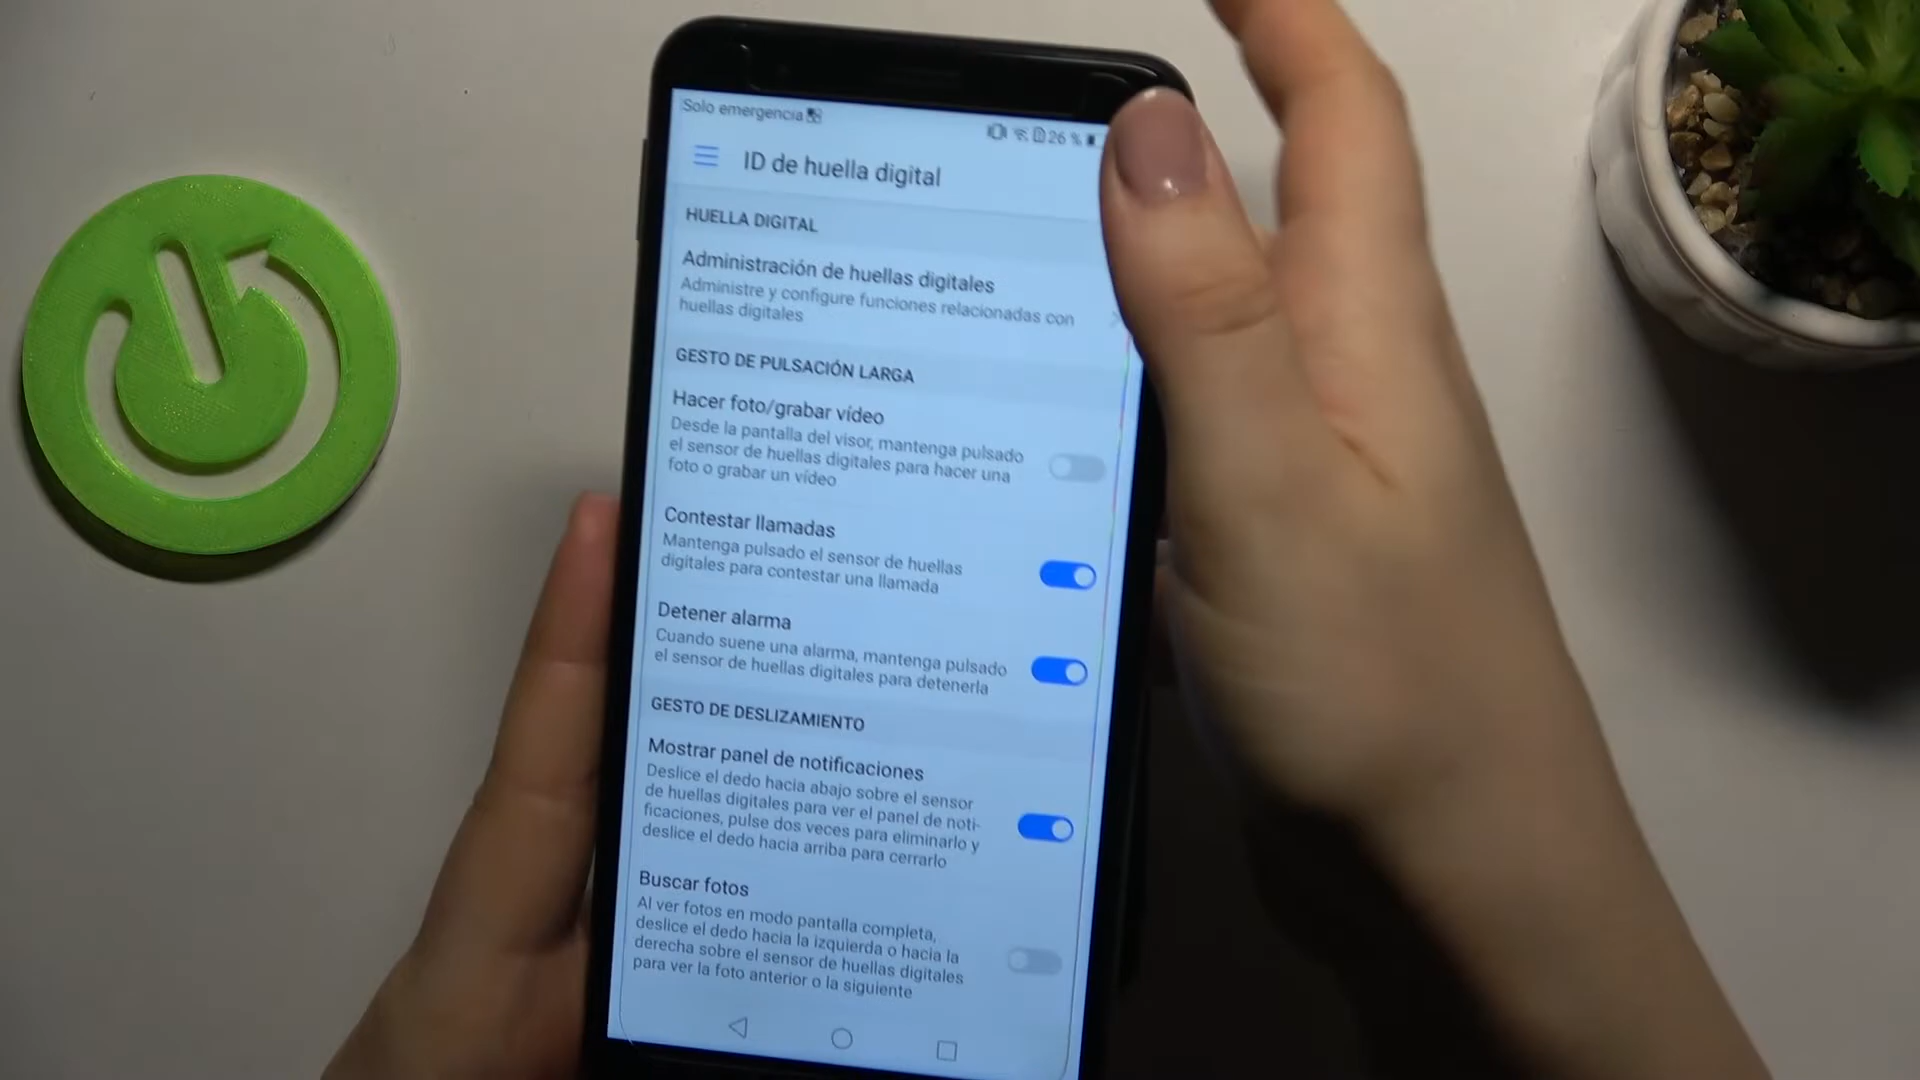 Solo emergencia
26 %
ID de huella digital
HUELLA DIGITAL
Administración de huellas digitales
Administre y configure funciones relacionadas con
huellas digitales
GESTO DE PULSACIÓN LARGA
Hacer foto/grabar vídeo
Desde la pantalla del visor, mantenga pulsado
el sensor de huellas digitales para hacer una
foto o grabar un vídeo
Contestar llamadas
Mantenga pulsado el sensor de huellas
digitales para contestar una llamada
Detener alarma
Cuando suene una alarma, mantenga pulsado
el sensor de huellas digitales para detenerla
GESTO DE DESLIZAMIENTO
Mostrar panel de notificaciones
Deslice el dedo hacia abajo sobre el sensor
de huellas digitales para ver el panel de noti-
ficaciones, pulse dos veces para eliminarlo y
deslice el dedo hacia arriba para cerrarlo
Buscar fotos
Al ver fotos en modo pantalla completa,
deslice el dedo hacia la izquierda o hacia la
derecha sobre el sensor de huellas digitales
para ver la foto anterior o la siguiente